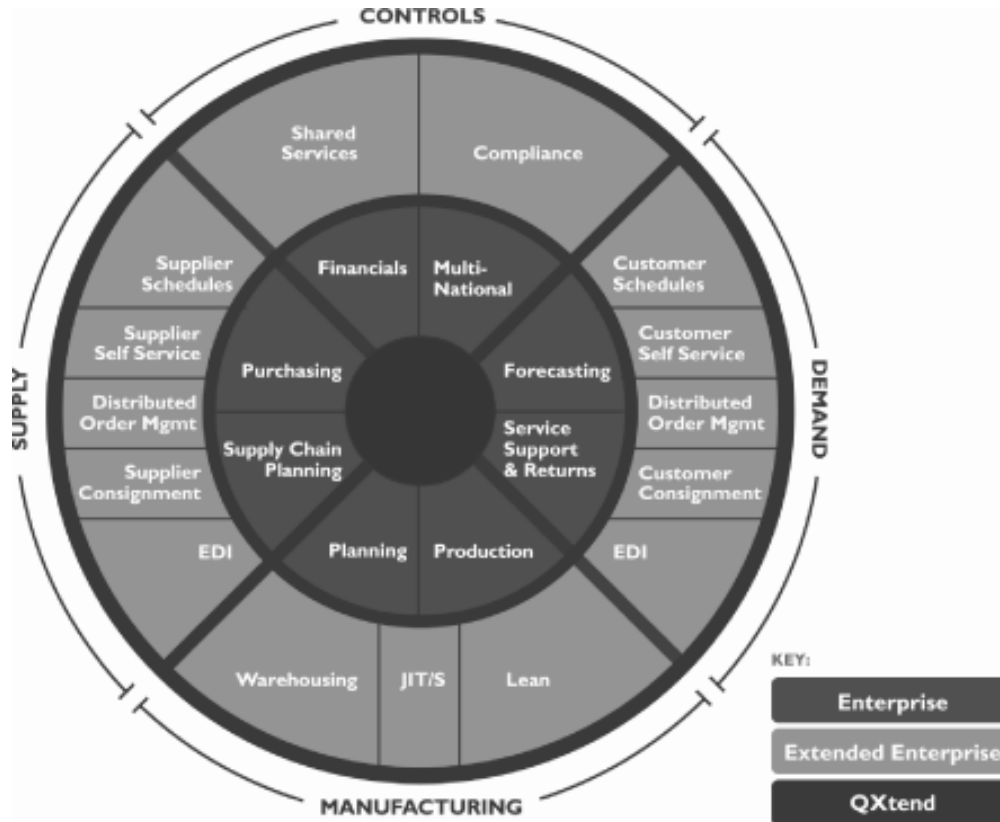 CONTROLS
Shared
Services
Compliance
Financials
Multi-
National
Supplier
Schedules
Customer
Schedules
Supplier
Self Service
Customer
Self Service
Purchasing
Forecasting
SUPPLY
DEMAND
Distributed
Order Mgmt
Distributed
Order Mgmt
Supply Chain
Planning
Service
Support
& Returns
Supplier
Consignment
Customer
Consignment
EDI
Planning
Production
EDI
Warehousing
JIT/S
Lean
MANUFACTURING
KEY:
Enterprise
Extended Enterprise
QXtend